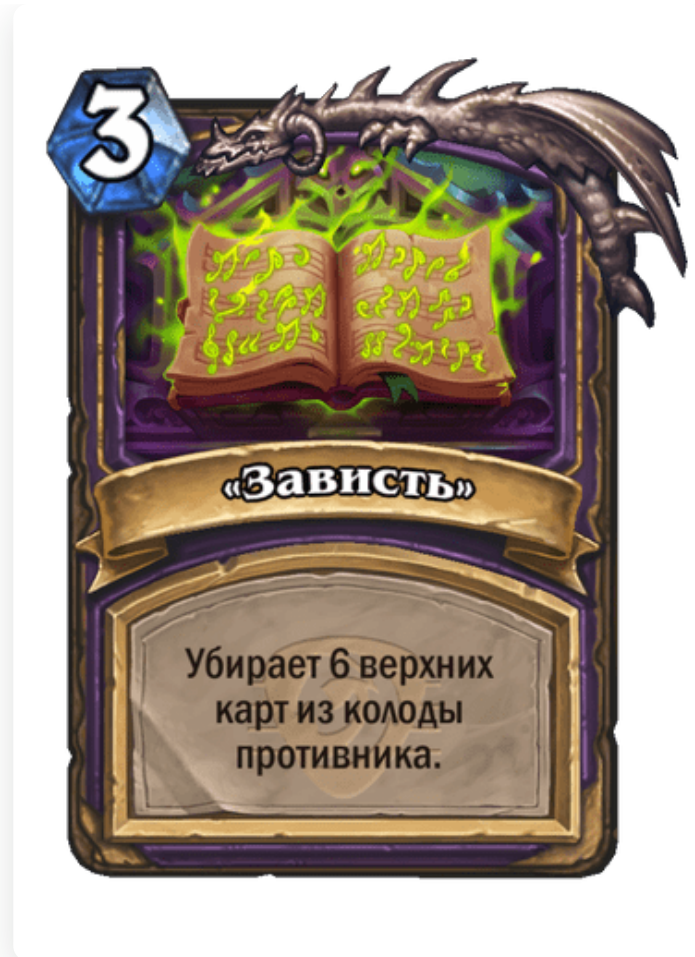 3
«Зависть»
Убирает 6 верхних
карт из колоды
противника.